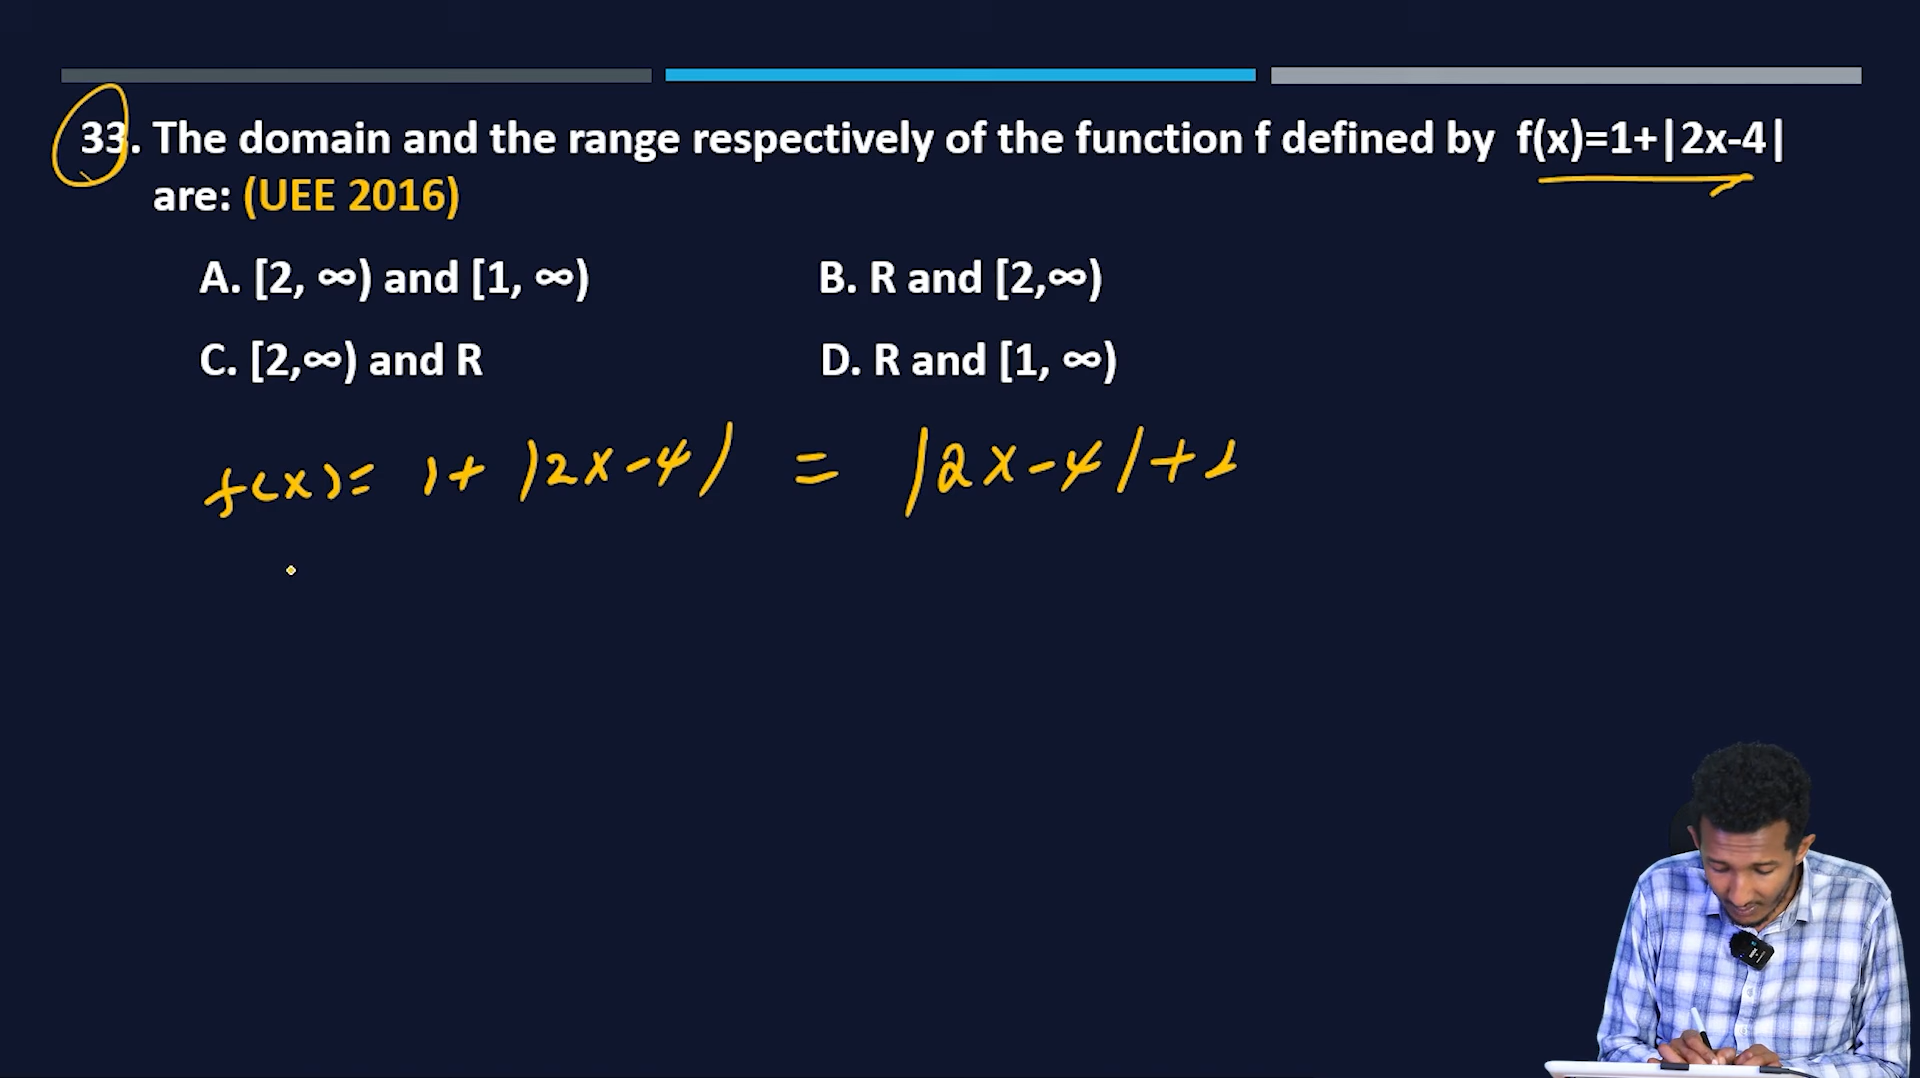 33. The domain and the range respectively of the function f defined by f(x)=1+|2x-4|
are: (UEE 2016)
A. [2, ∞) and [1, ∞)
B. R and [2,∞)
C. [2,∞) and R
D. R and [1, ∞)
f(x)= 1+ |2x-4| = |2x-4|+1